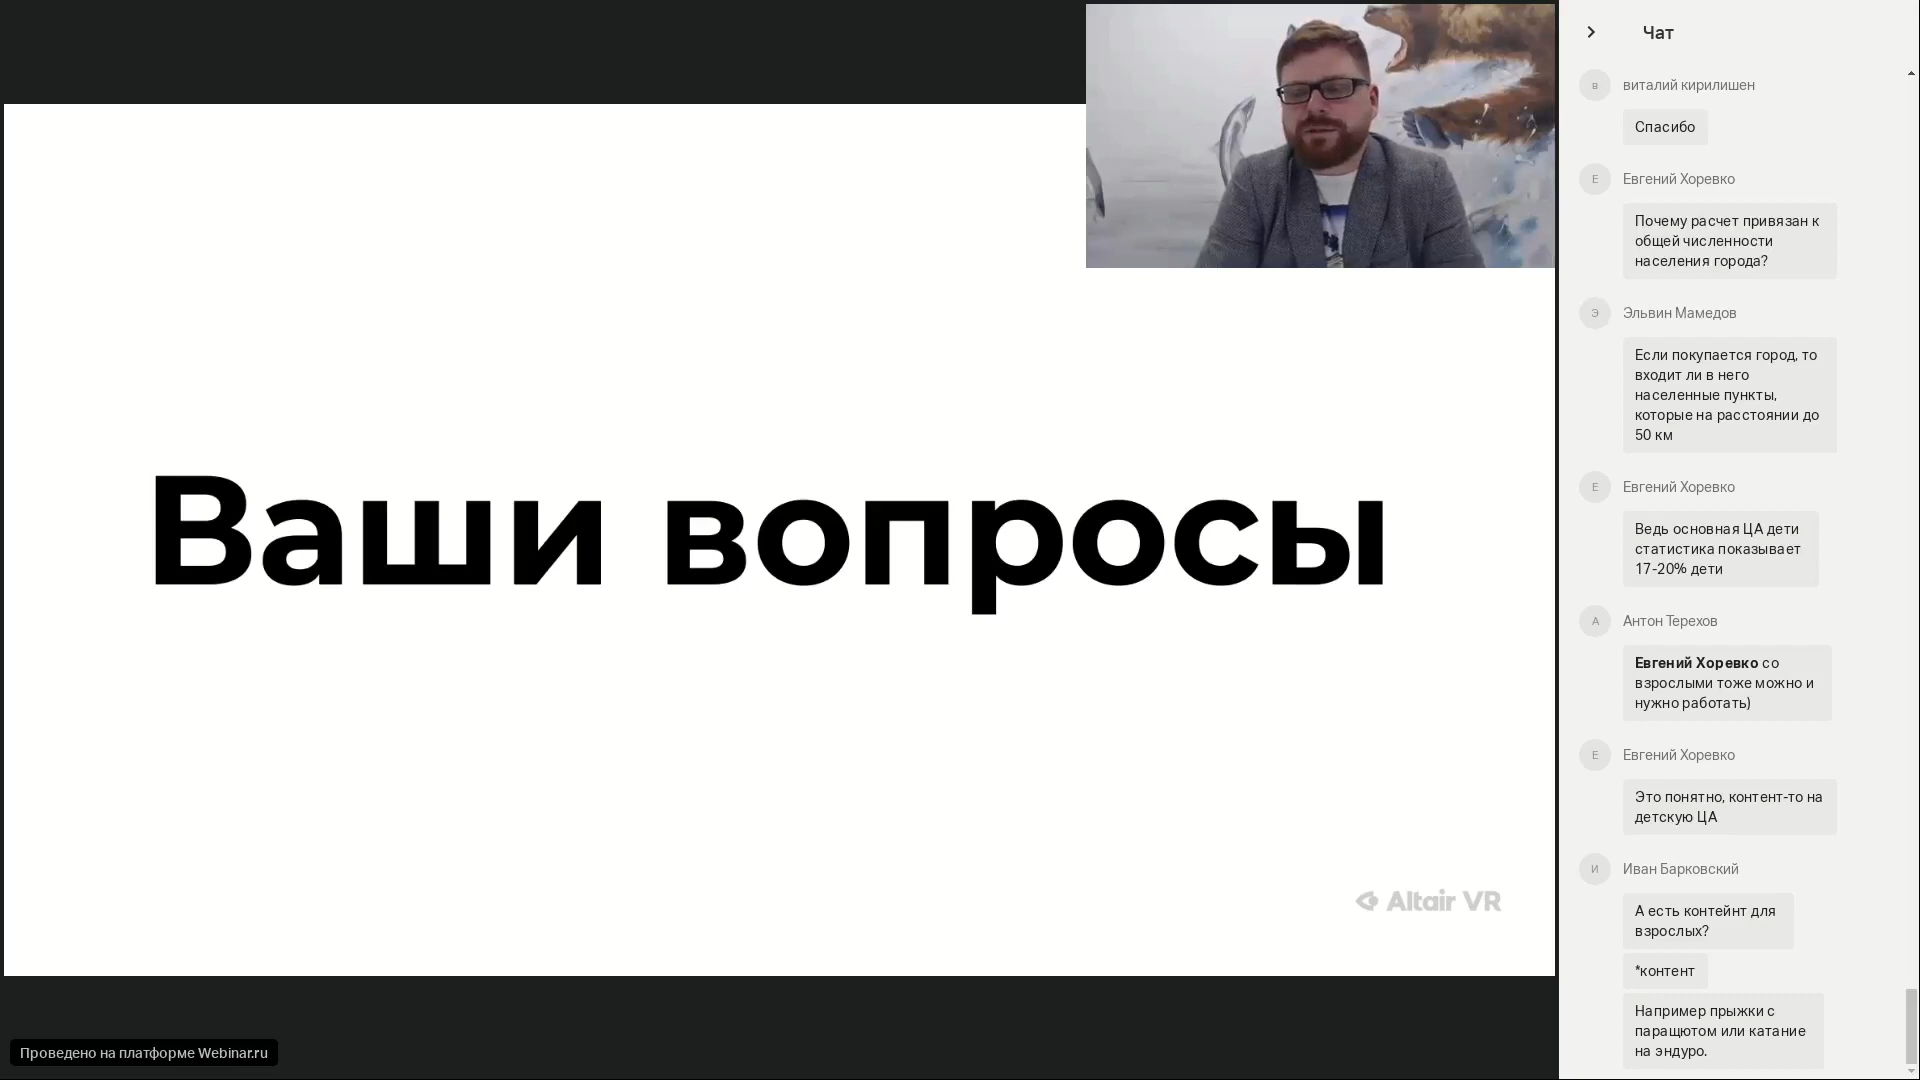 Ваши вопросы
Altair VR
Проведено на платформе Webinar.ru
Чат
в
виталий кирилишен
Спасибо
Е
Евгений Хоревко
Почему расчет привязан к
общей численности
населения города?
Э
Эльвин Мамедов
Если покупается город, то
входит ли в него
населенные пункты,
которые на расстоянии до
50 км
Е
Евгений Хоревко
Ведь основная ЦА дети
статистика показывает
17-20% дети
А
Антон Терехов
Евгений Хоревко со
взрослыми тоже можно и
нужно работать)
Е
Евгений Хоревко
Это понятно, контент-то на
детскую ЦА
И
Иван Барковский
А есть контейнт для
взрослых?
*контент
Например прыжки с
паращютом или катание
на эндуро.